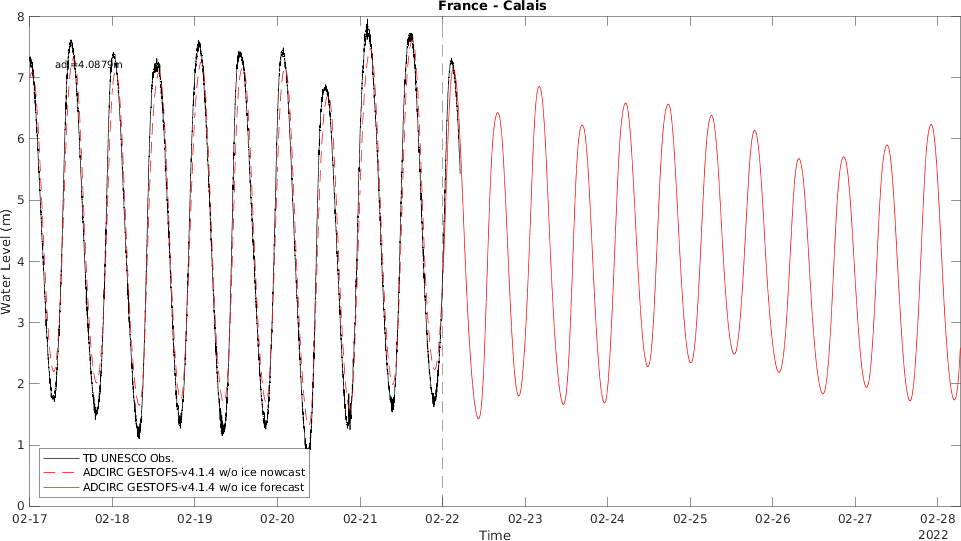 France - Calais
8
7
6
5
4
3
2
1
0
Water Level (m)
adj=4.0879m
TD UNESCO Obs.
ADCIRC GESTOFS-v4.1.4 w/o ice nowcast
ADCIRC GESTOFS-v4.1.4 w/o ice forecast
02-17 02-18 02-19 02-20 02-21 02-22 02-23 02-24 02-25 02-26 02-27 02-28
2022
Time